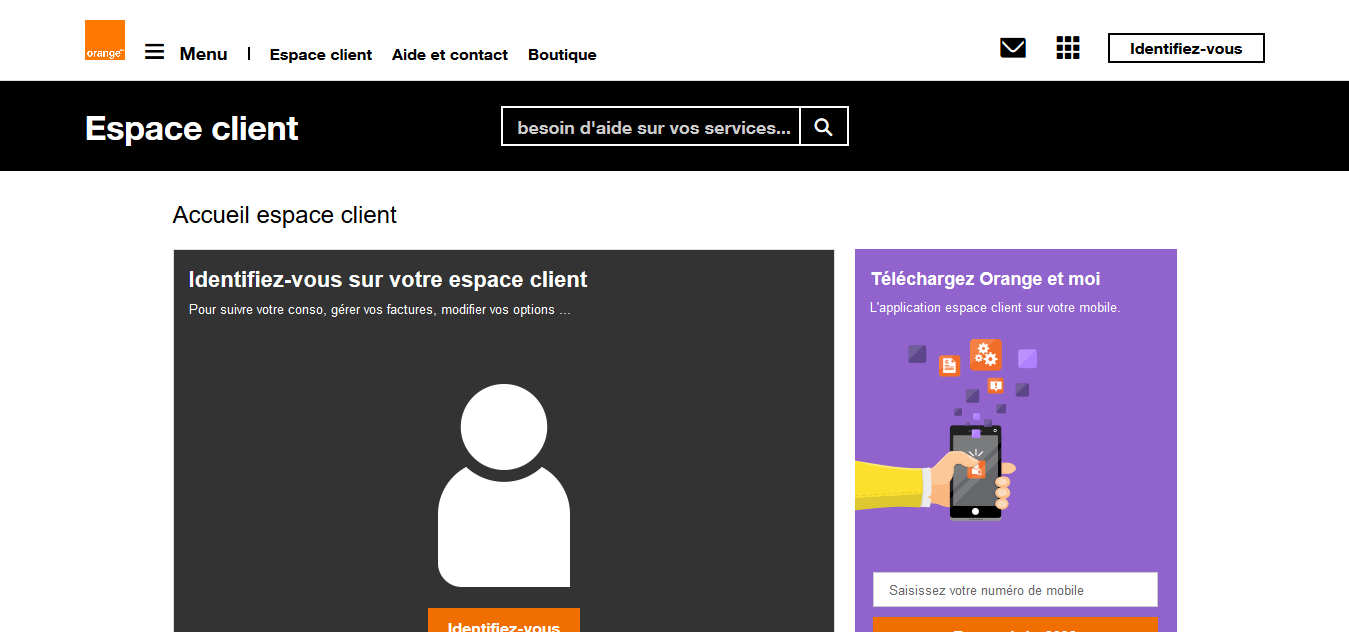 orange™
Menu | Espace client Aide et contact Boutique
Identifiez-vous
Espace client
besoin d'aide sur vos services...
Accueil espace client
Identifiez-vous sur votre espace client
Pour suivre votre conso, gérer vos factures, modifier vos options ...
Identifiez-vous
Téléchargez Orange et moi
L'application espace client sur votre mobile.
Saisissez votre numéro de mobile